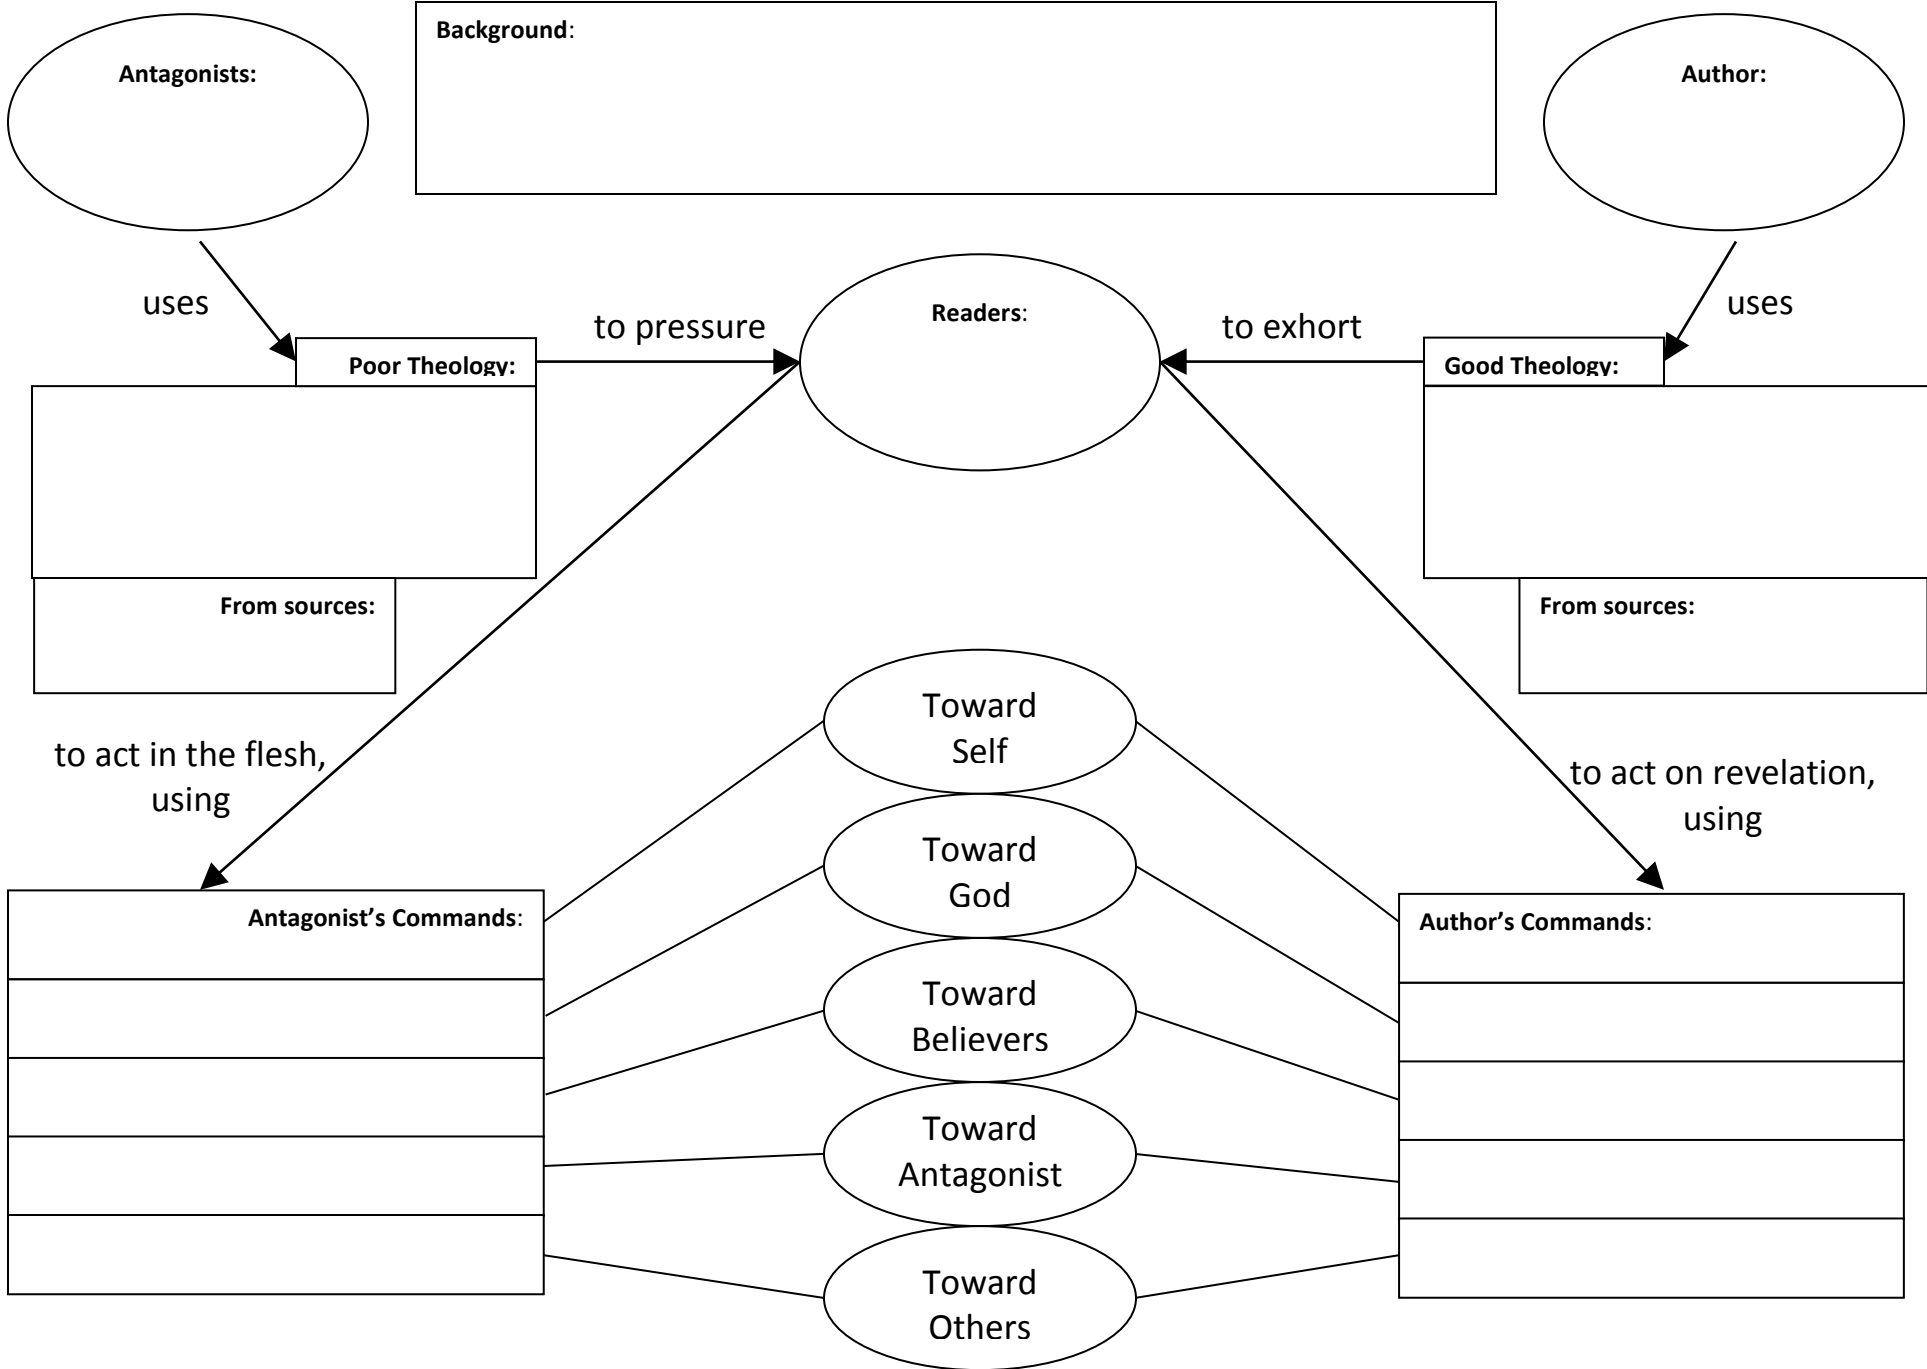 Background:
Antagonists:
Author:
uses
to pressure
Readers:
to exhort
uses
Poor Theology:
Good Theology:
From sources:
From sources:
to act in the flesh,
using
to act on revelation,
using
Toward
Self
Toward
God
Toward
Believers
Toward
Antagonist
Toward
Others
Antagonist’s Commands:
Author’s Commands: